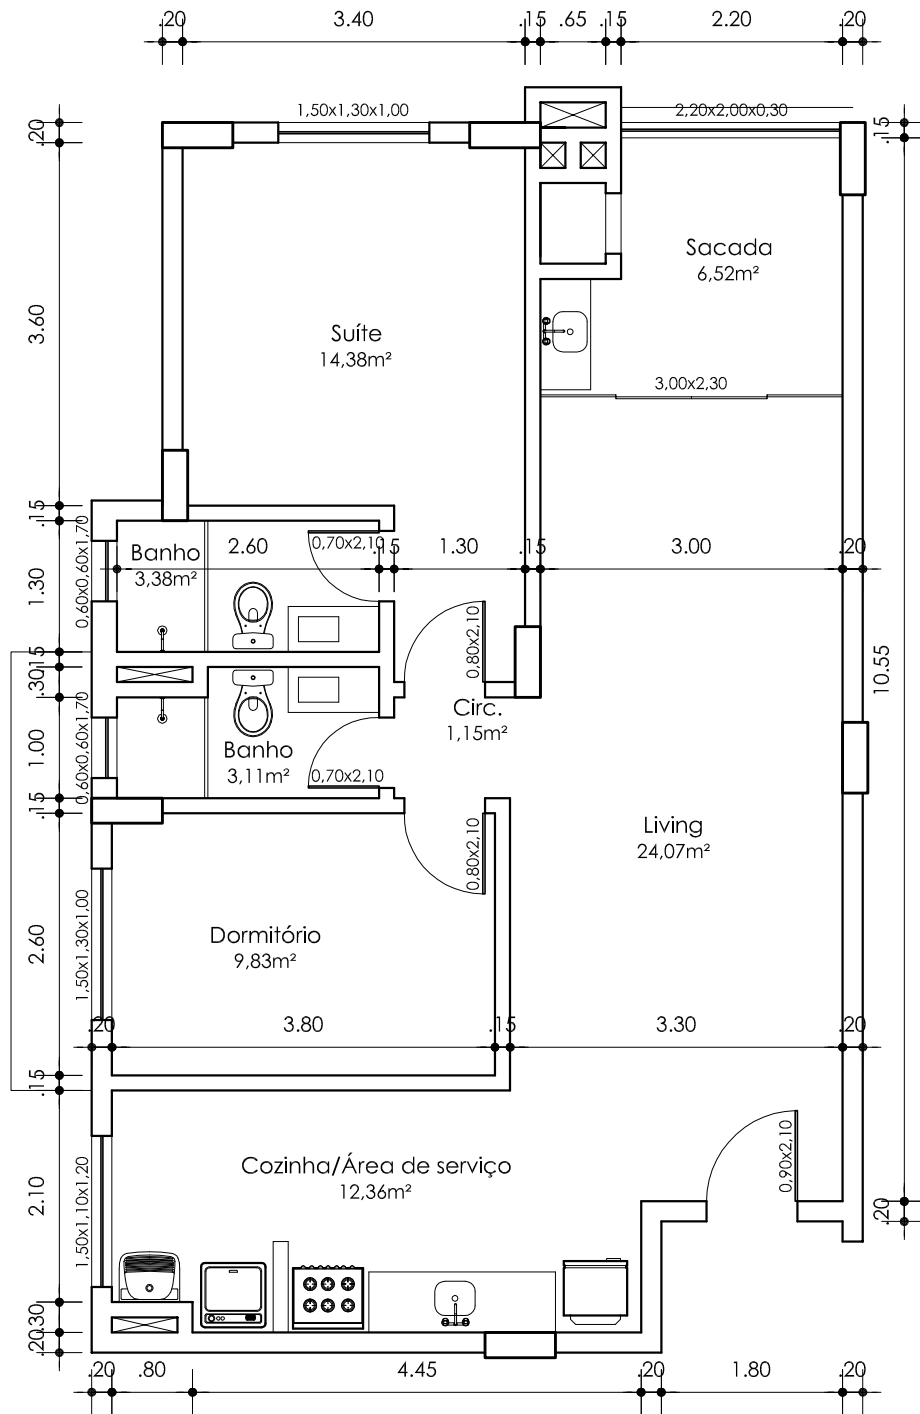 .20
3.40
.15
.65
.15
2.20
.20
1,50x1,30x1,00
2,20x2,00x0,30
.20
.15
Sacada
6,52m²
3.60
Suíte
14,38m²
3,00x2,30
.15
0,60x0,60x1,70
Banho
3,38m²
2.60
0,70x2,10
.15
1.30
.15
3.00
.20
1.30
0,80x2,10
.15
.30
10.55
Circ.
1,15m²
1.00
0,60x0,60x1,70
Banho
3,11m²
0,70x2,10
.15
Living
24,07m²
0,80x2,10
2.60
1,50x1,30x1,00
Dormitório
9,83m²
.20
3.80
.15
3.30
.20
.15
Cozinha/Área de serviço
12,36m²
0,90x2,10
2.10
1,50x1,10x1,20
.20
.30
.20
.20
.80
4.45
.20
1.80
.20